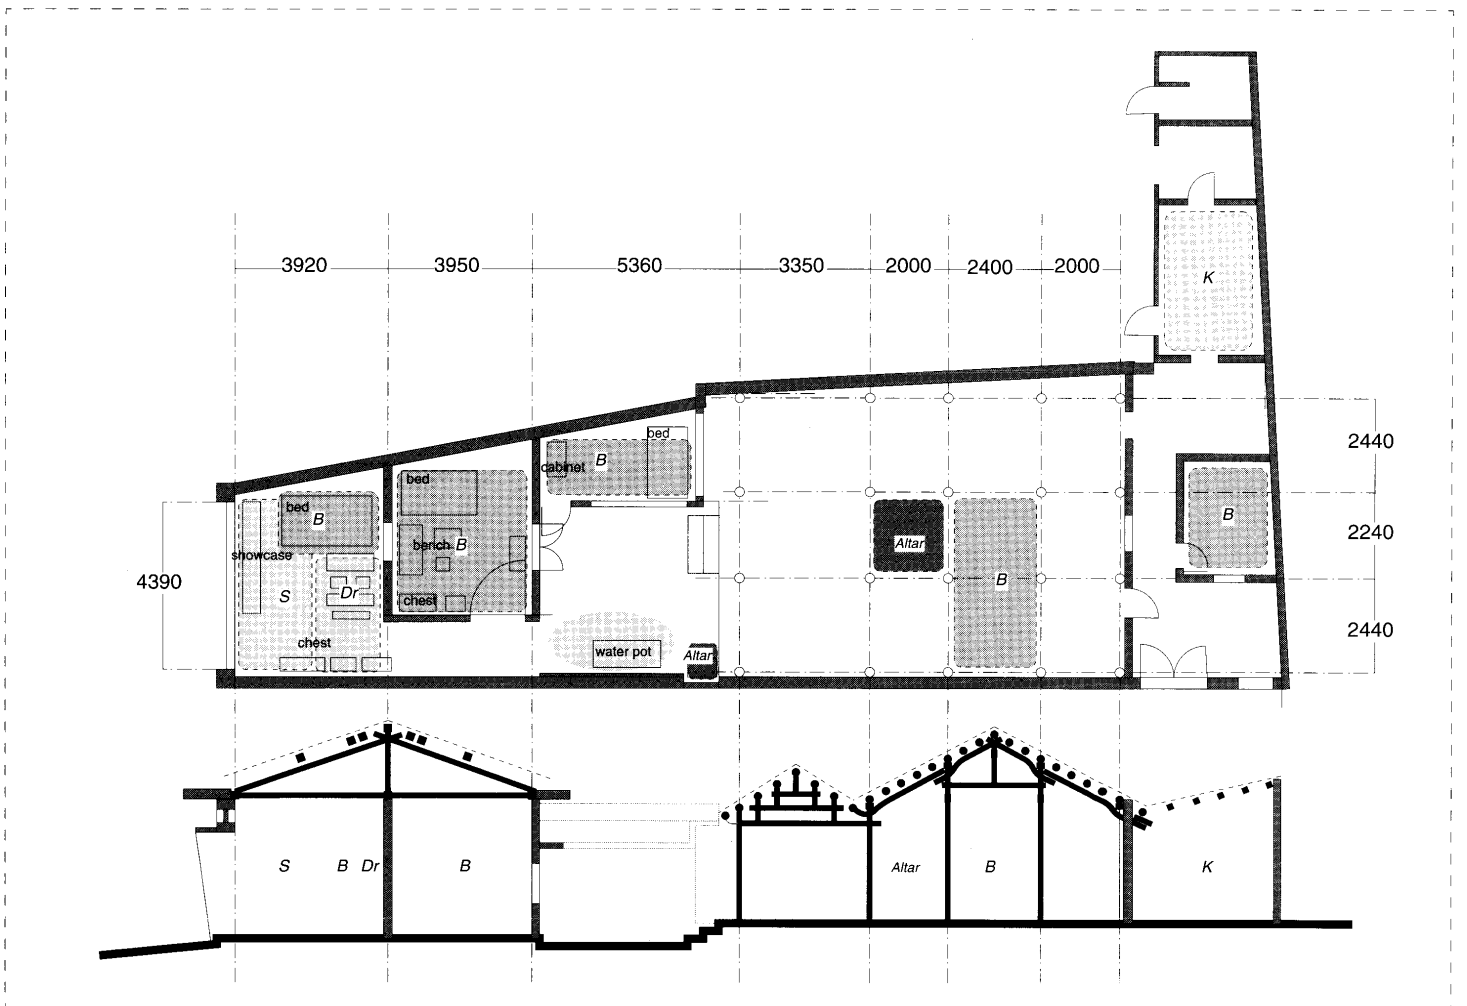 3920 3950 5360 3350 2000 2400 2000
K
2440
bed
cabinet B
bed
bed
B
bench B
showcase
Altar
B
2240
4390
S Dr
B
chest
chest
water pot
Altar
2440
S B Dr B Altar B K